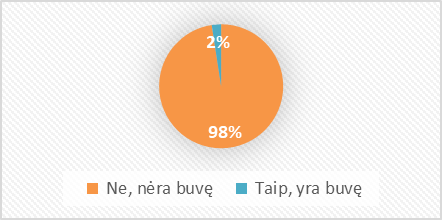 2%
98%
Ne, nėra buvę
Taip, yra buvę